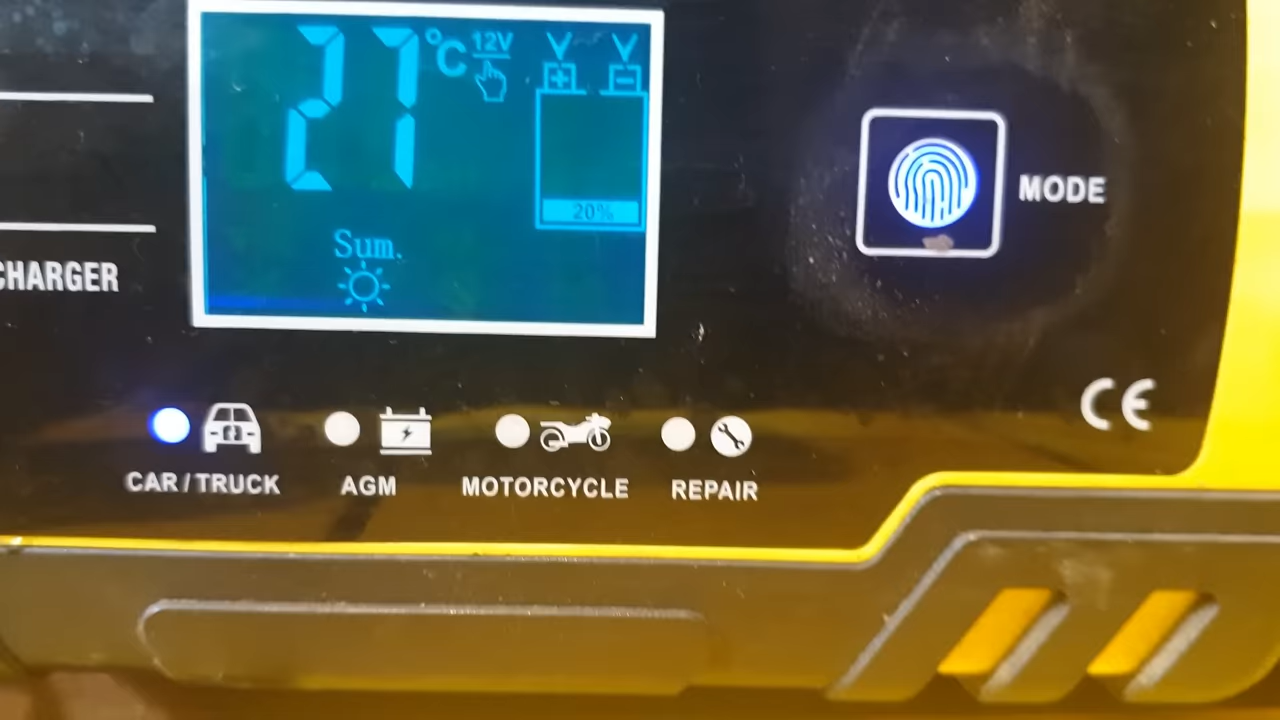 27°C 12V
+ −
20%
Sum.
MODE
CHARGER
CE
CAR / TRUCK AGM MOTORCYCLE REPAIR